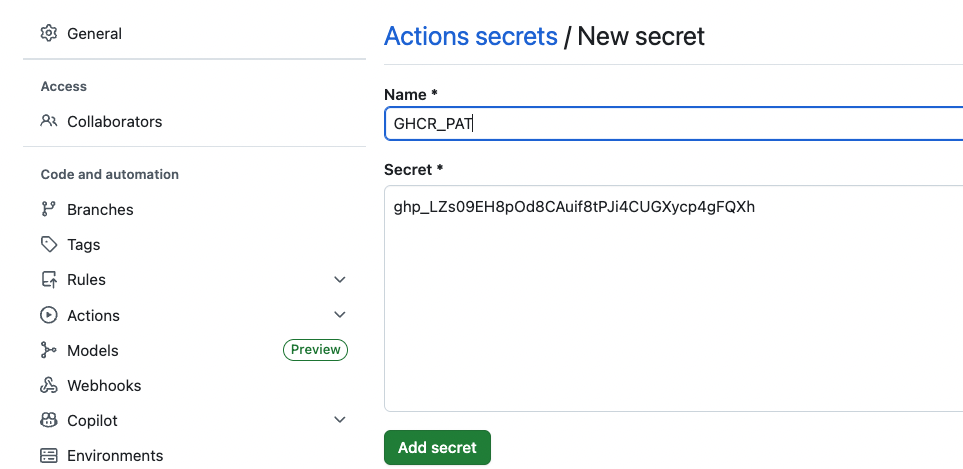 General
Access
Collaborators
Code and automation
Branches
Tags
Rules
Actions
Models Preview
Webhooks
Copilot
Environments
Actions secrets / New secret
Name *
GHCR_PAT
Secret *
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
Add secret